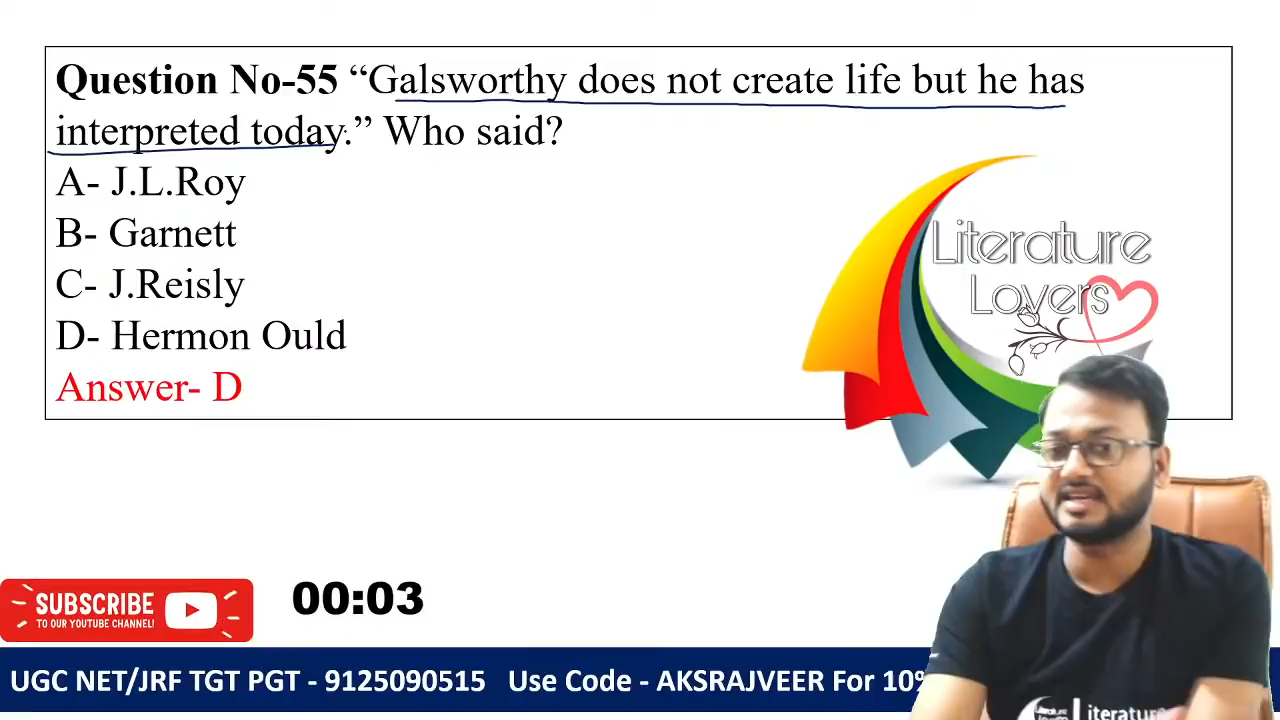 Question No-55 “Galsworthy does not create life but he has
interpreted today.” Who said?
A- J.L.Roy
B- Garnett
C- J.Reisly
D- Hermon Ould
Answer- D
Literature
Lovers
SUBSCRIBE
TO OUR YOUTUBE CHANNEL!
00:03
UGC NET/JRF TGT PGT - 9125090515 Use Code - AKSRAJVEER For 10%
Literature